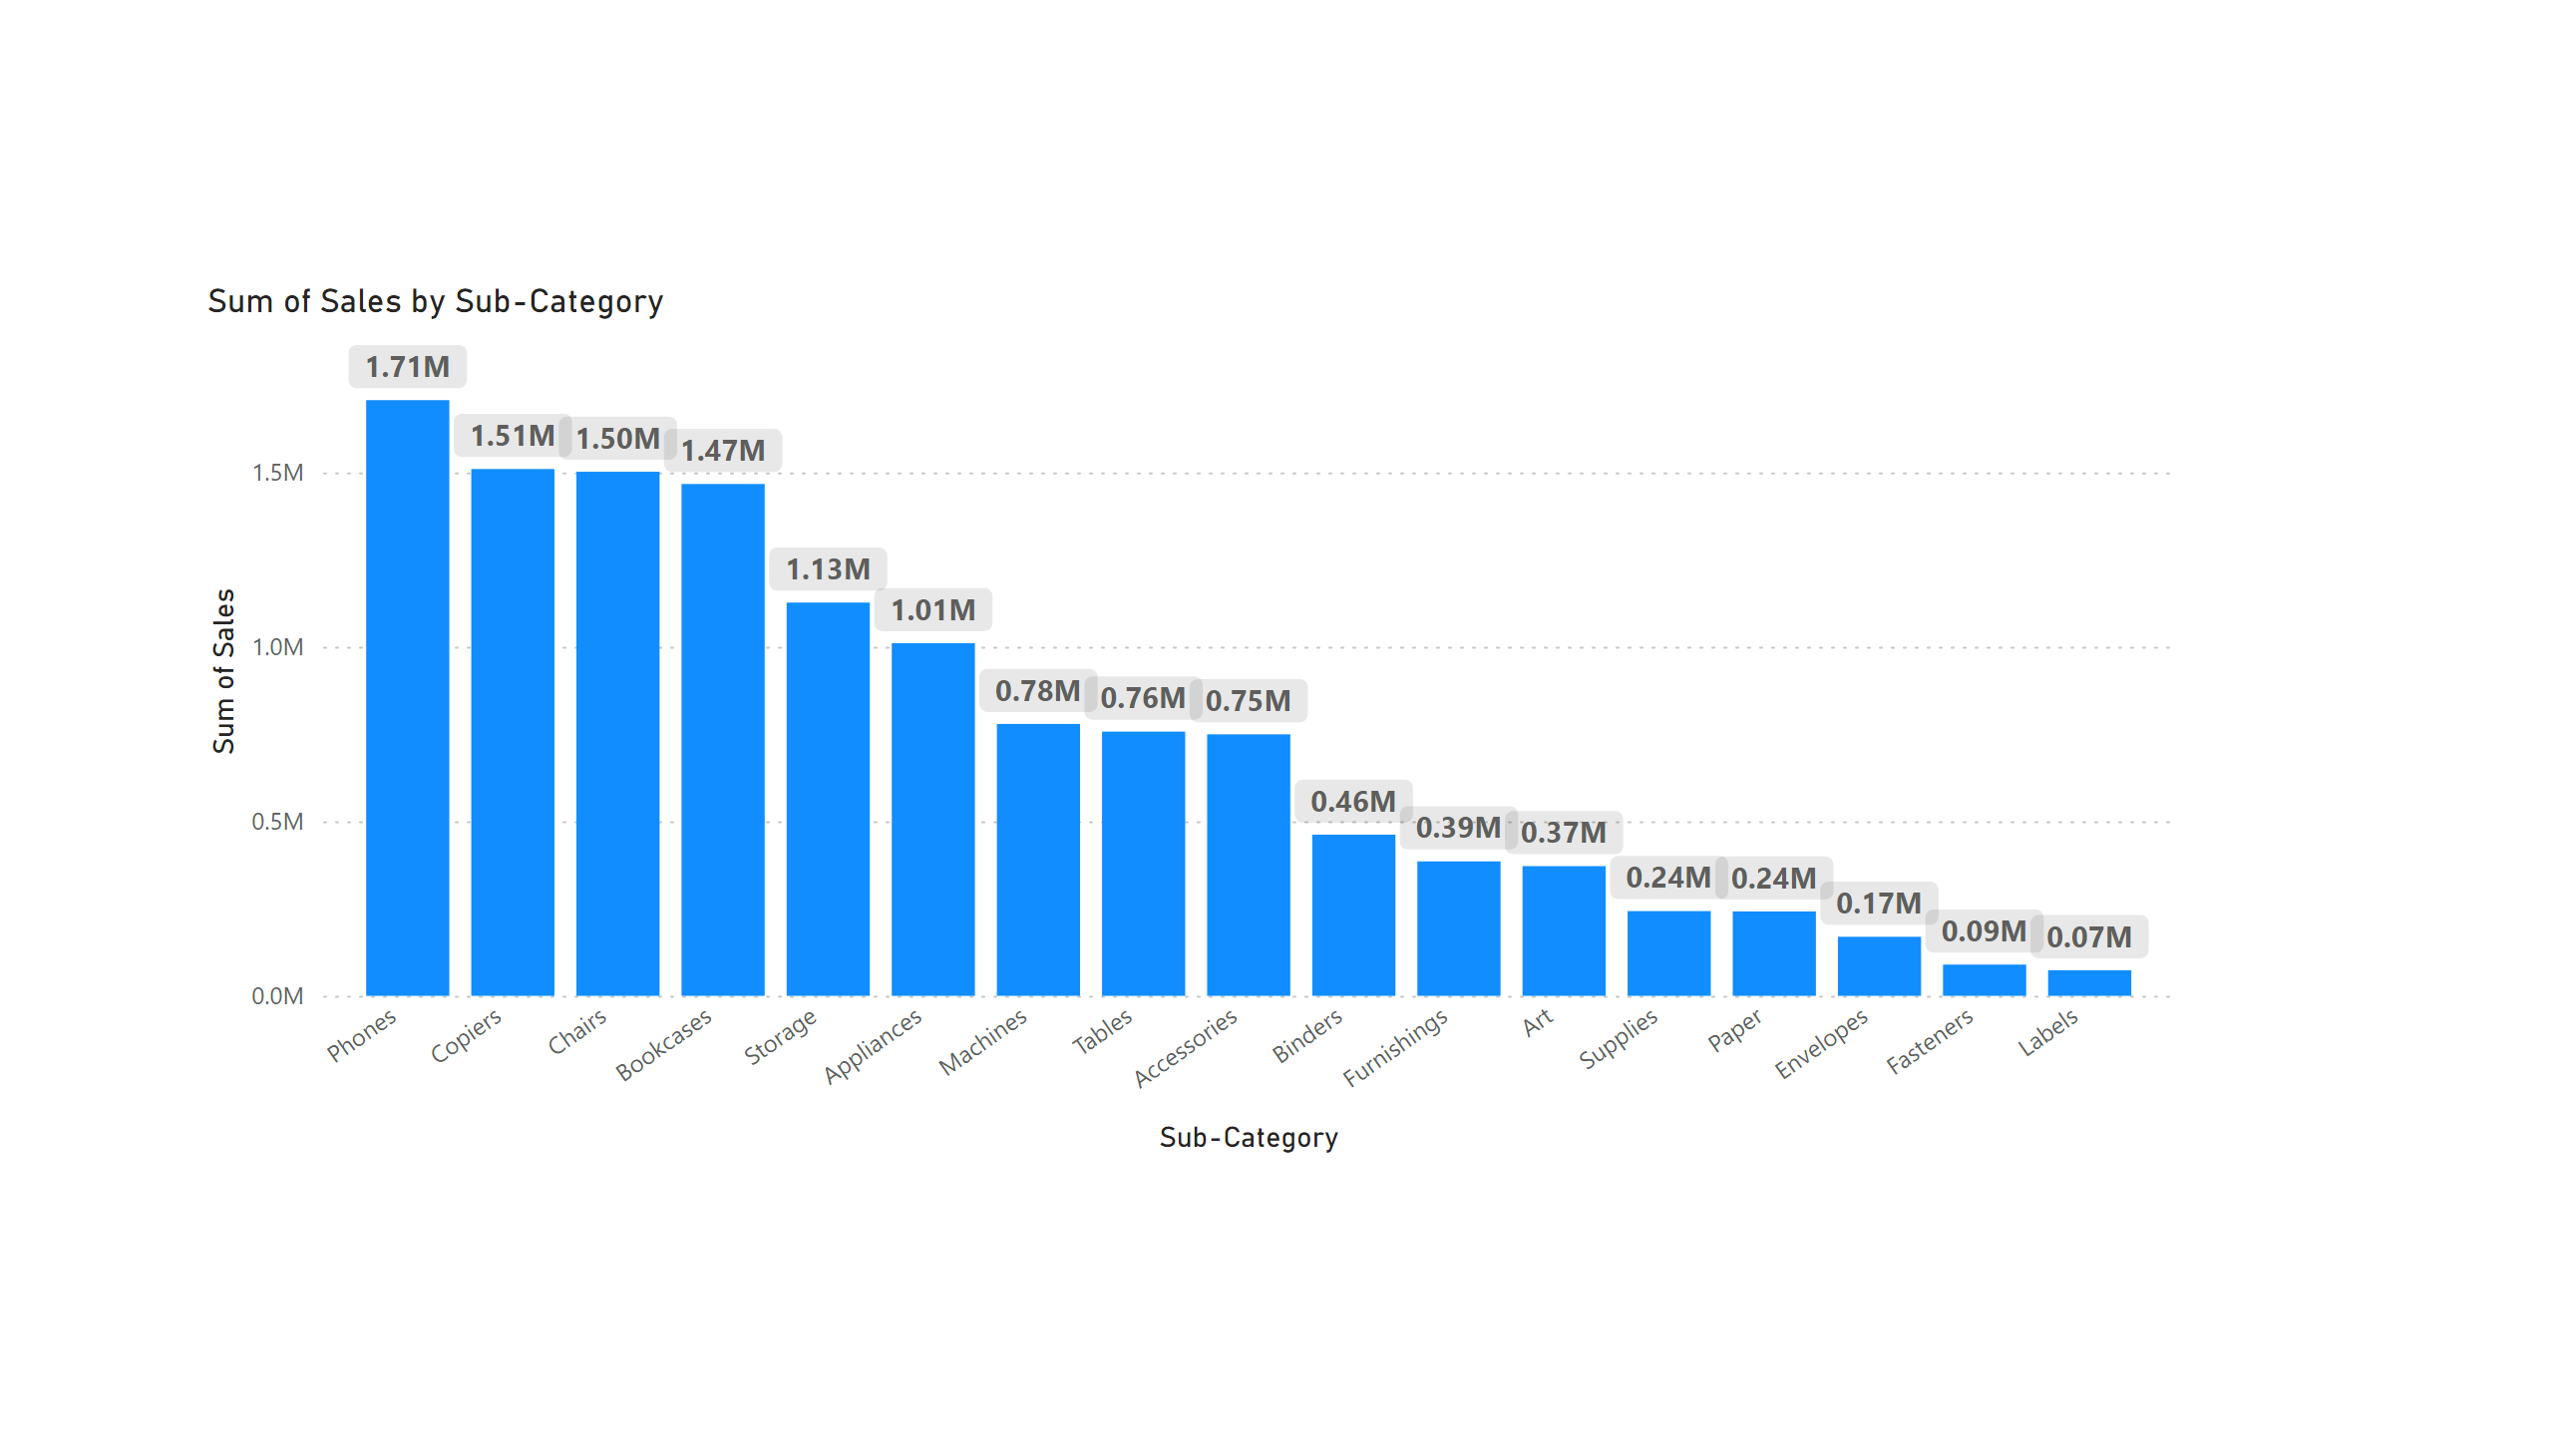 Sum of Sales by Sub-Category
1.71M
1.51M
1.50M
1.47M
1.13M
1.01M
0.78M
0.76M
0.75M
0.46M
0.39M
0.37M
0.24M
0.24M
0.17M
0.09M
0.07M
1.5M
1.0M
0.5M
0.0M
Sum of Sales
Phones
Copiers
Chairs
Bookcases
Storage
Appliances
Machines
Tables
Accessories
Binders
Furnishings
Art
Supplies
Paper
Envelopes
Fasteners
Labels
Sub-Category